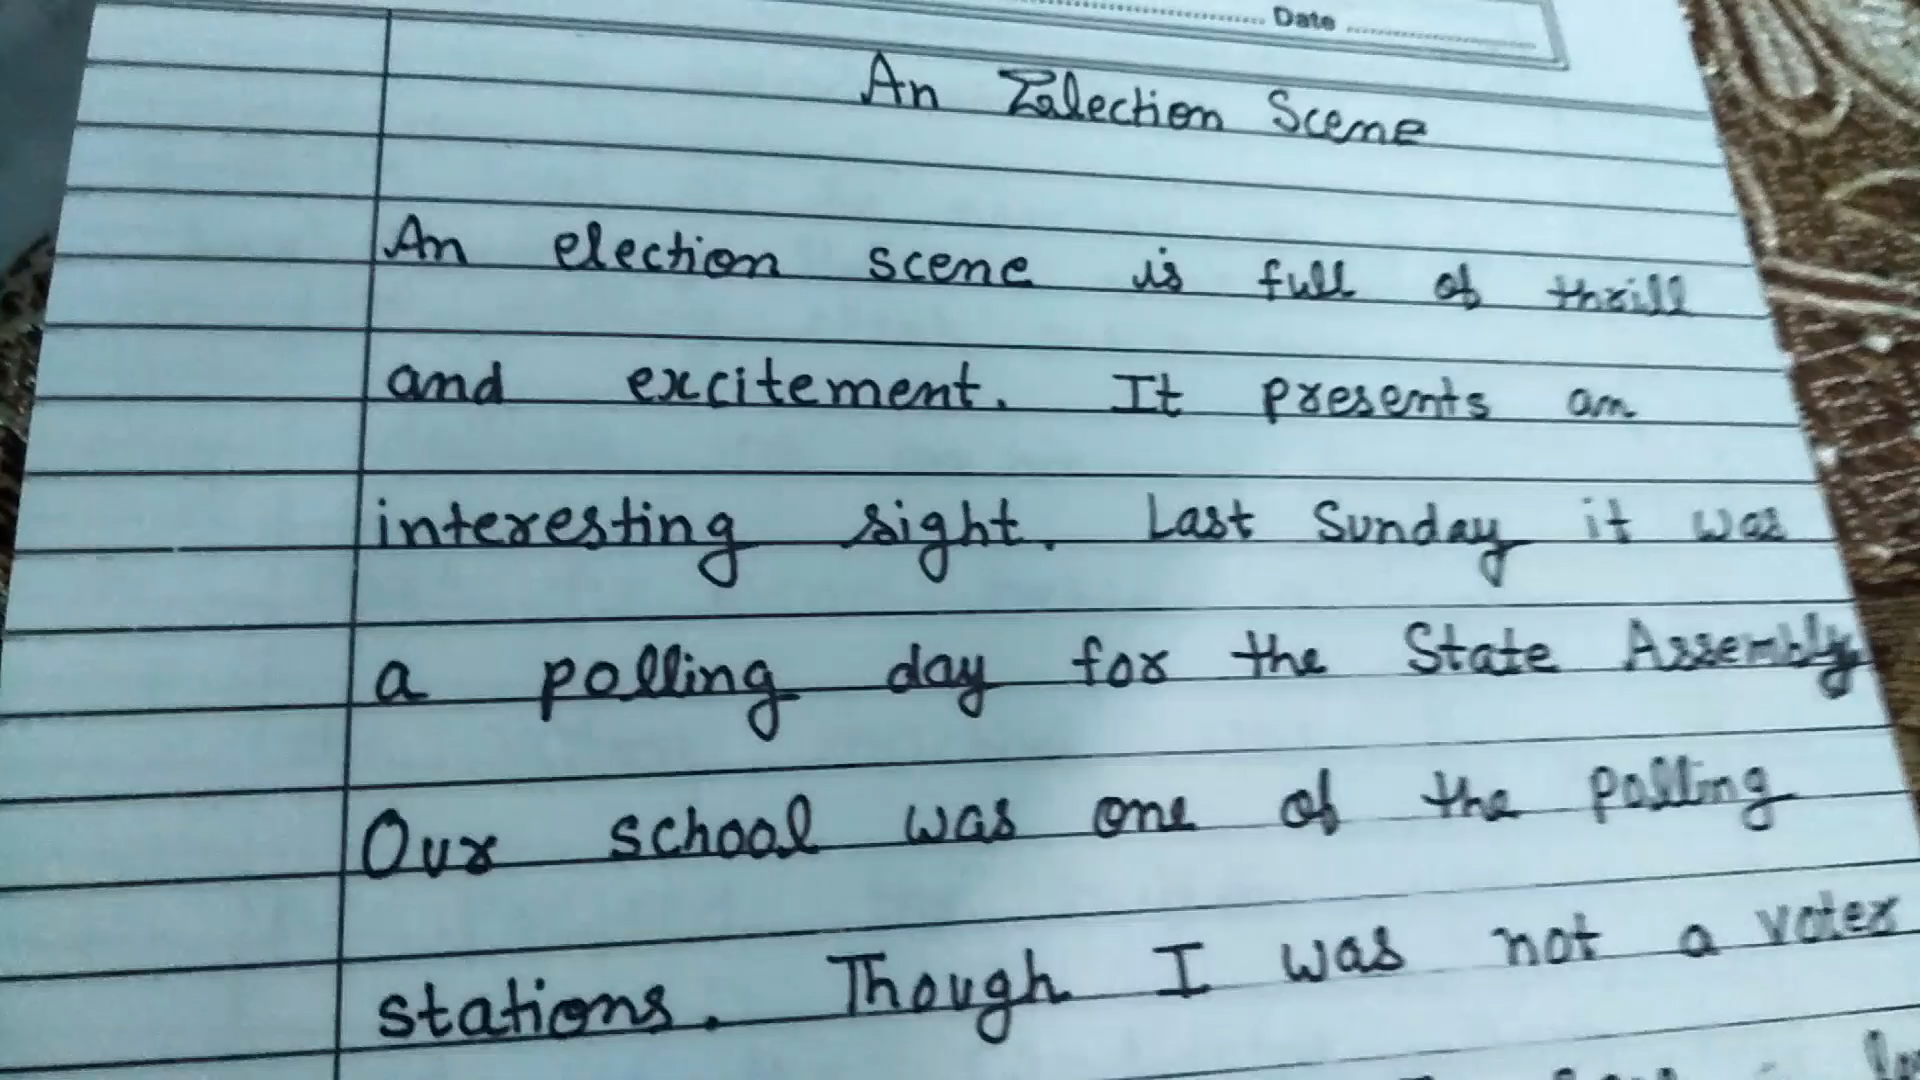 Date
An Ealection Scene
An election scene is full of thrill
and excitement. It presents an
interesting sight. Last Sunday it was
a polling day for the State Assembly
Our school was one of the polling
stations. Though I was not a voter